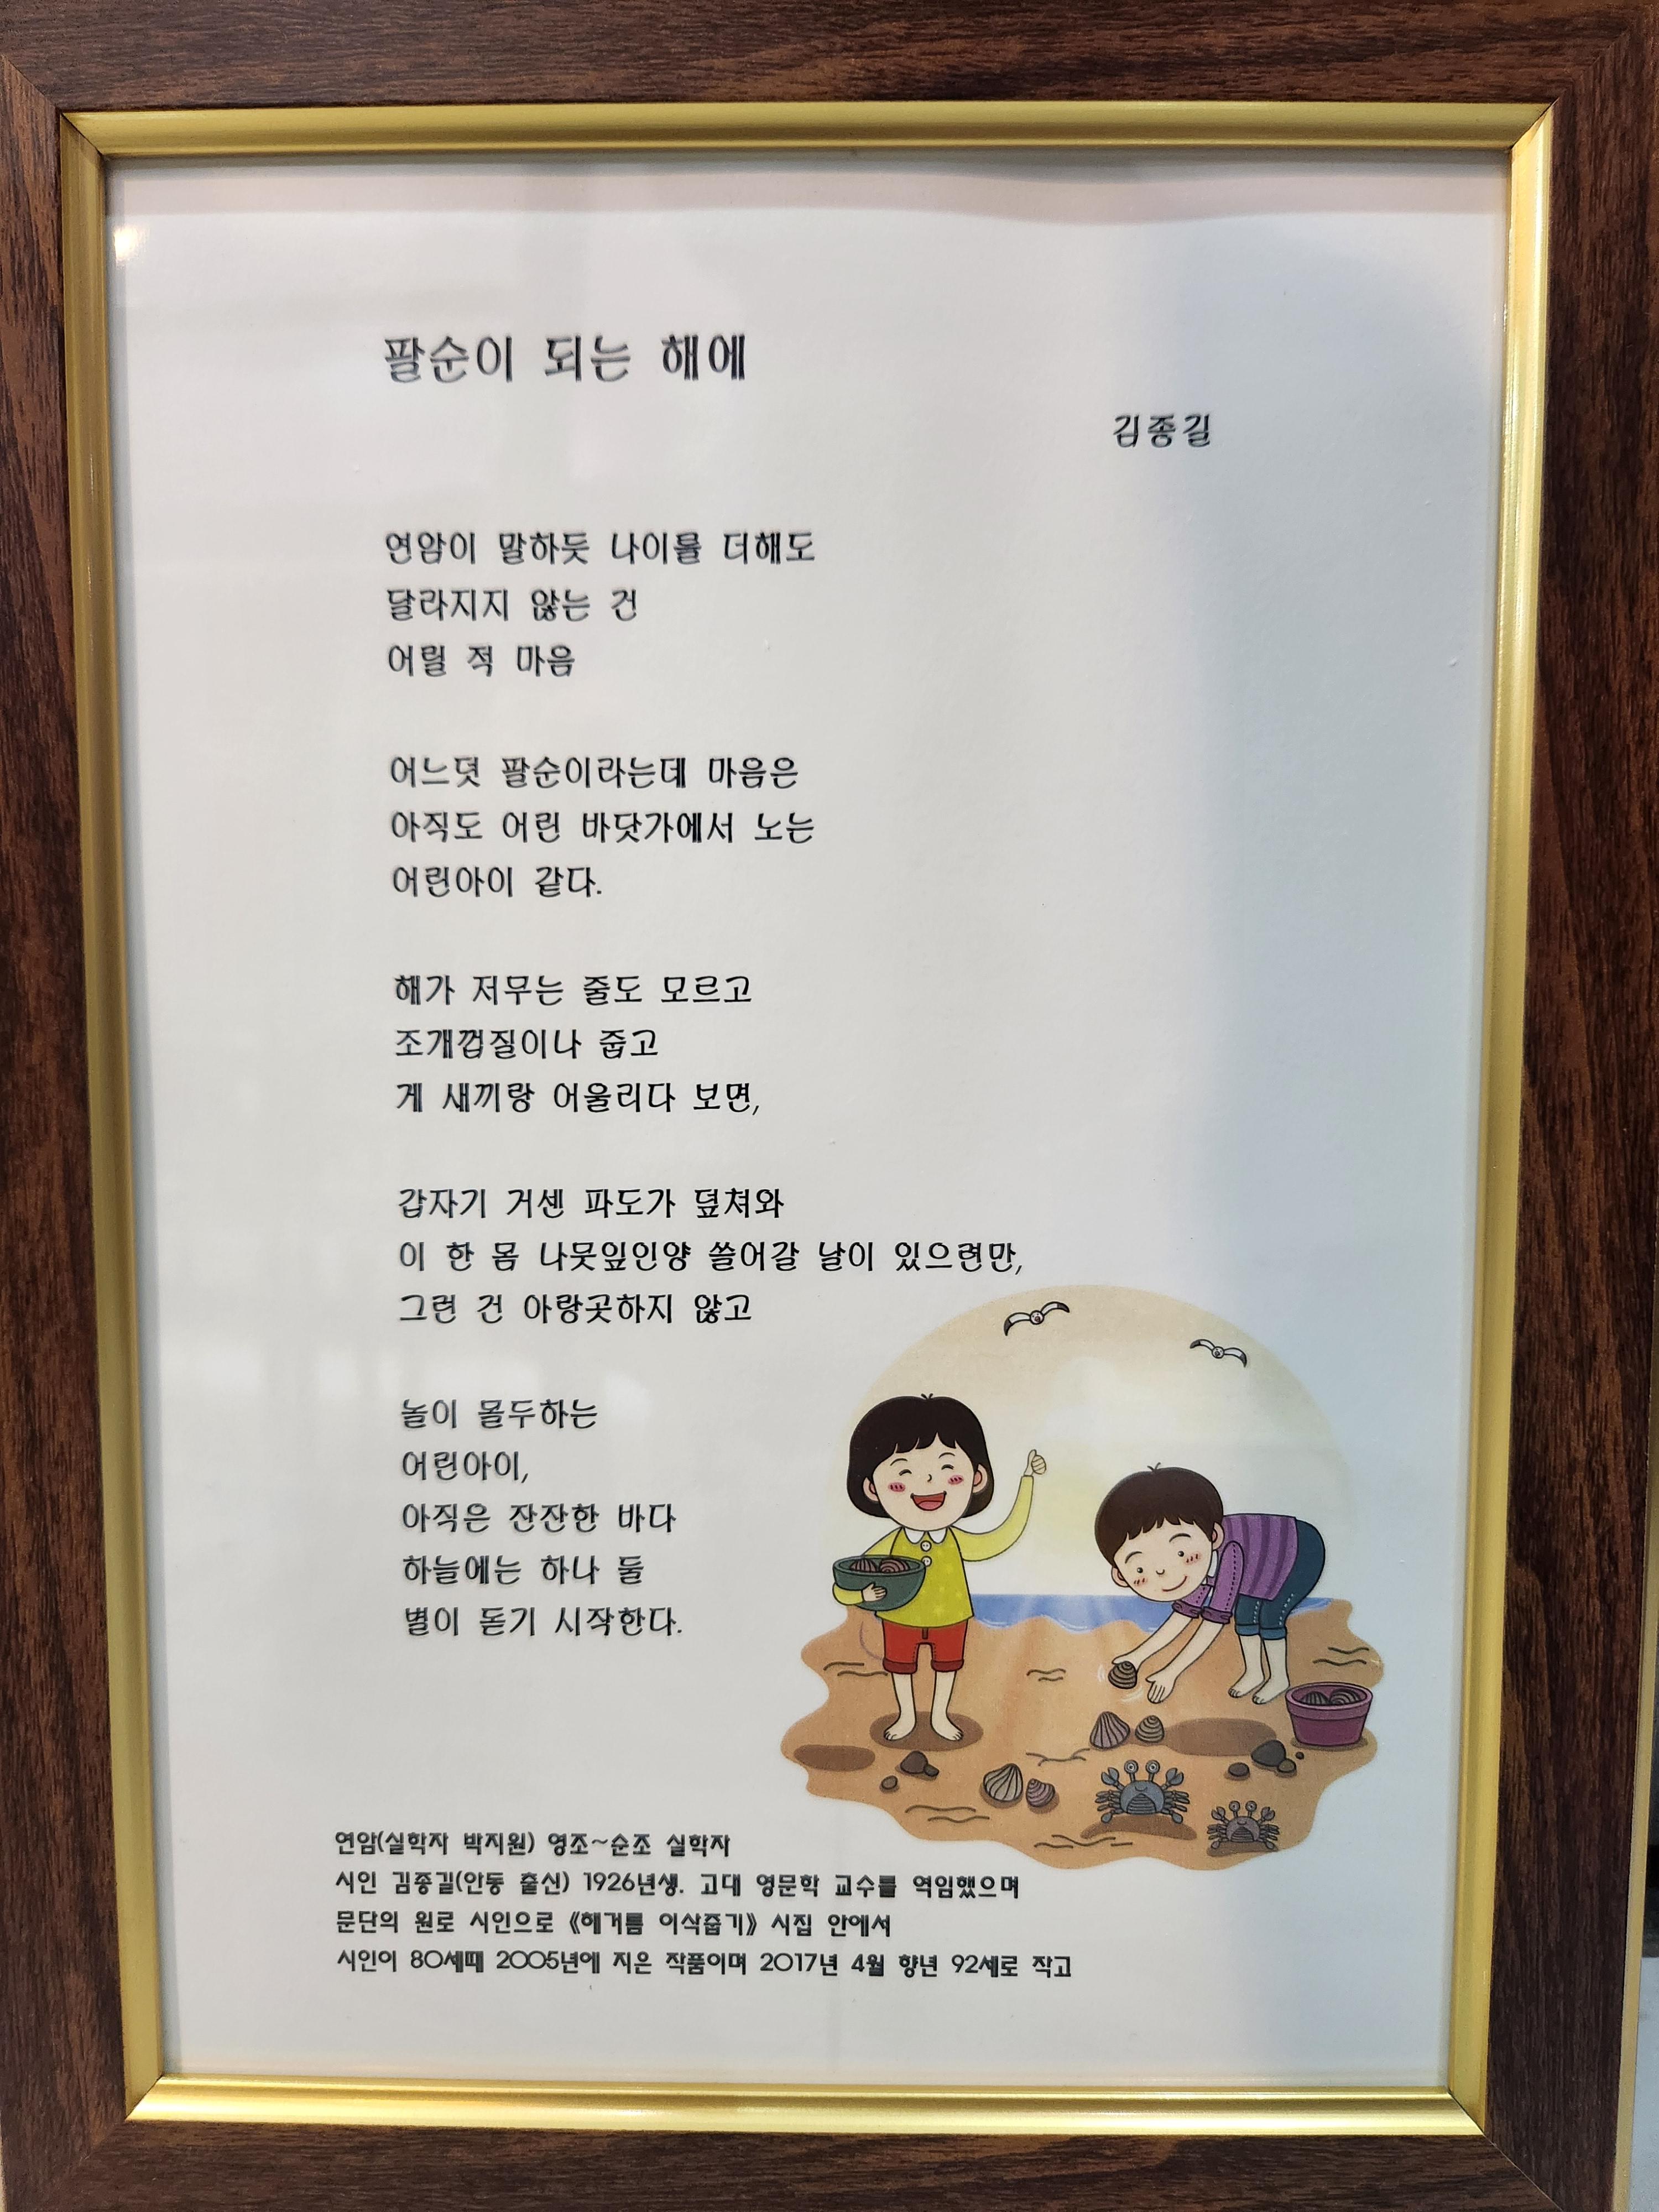 팔순이 되는 해에
김종길
연암이 말하듯 나이를 더해도
달라지지 않는 건
어릴 적 마음
어느덧 팔순이라는데 마음은
아직도 어린 바닷가에서 노는
어린아이 같다.
해가 저무는 줄도 모르고
조개껍질이나 줍고
게 새끼랑 어울리다 보면,
갑자기 거센 파도가 덮쳐와
이 한 몸 나뭇잎인양 쓸어갈 날이 있으련만,
그런 건 아랑곳하지 않고
놀이 몰두하는
어린아이,
아직은 잔잔한 바다
하늘에는 하나 둘
별이 돋기 시작한다.
연암(실학자 박지원) 영조~순조 실학자
시인 김종길(안동 출신) 1926년생. 고대 영문학 교수를 역임했으며
문단의 원로 시인으로 《해거름 이삭줍기》 시집 안에서
시인이 80세때 2005년에 지은 작품이며 2017년 4월 향년 92세로 작고